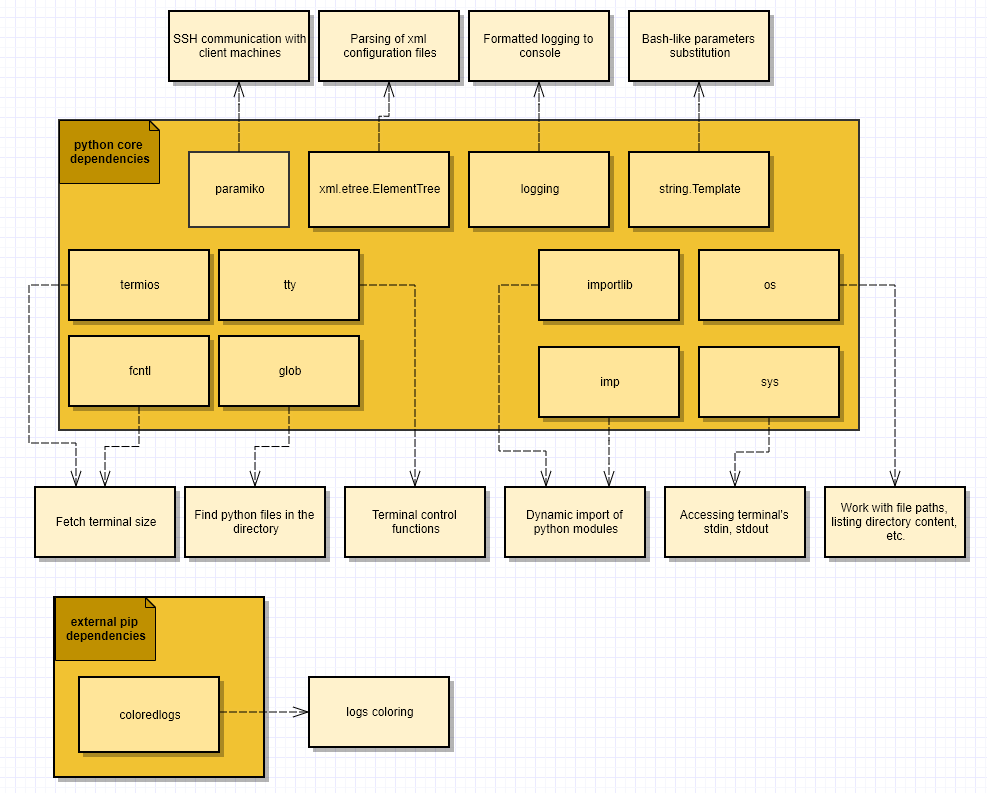 SSH communication with
client machines
Parsing of xml
configuration files
Formatted logging to
console
Bash-like parameters
substitution
python core
dependencies
paramiko
xml.etree.ElementTree
logging
string.Template
termios
tty
importlib
os
fcntl
glob
imp
sys
Fetch terminal size
Find python files in the
directory
Terminal control
functions
Dynamic import of
python modules
Accessing terminal's
stdin, stdout
Work with file paths,
listing directory content,
etc.
external pip
dependencies
coloredlogs
logs coloring